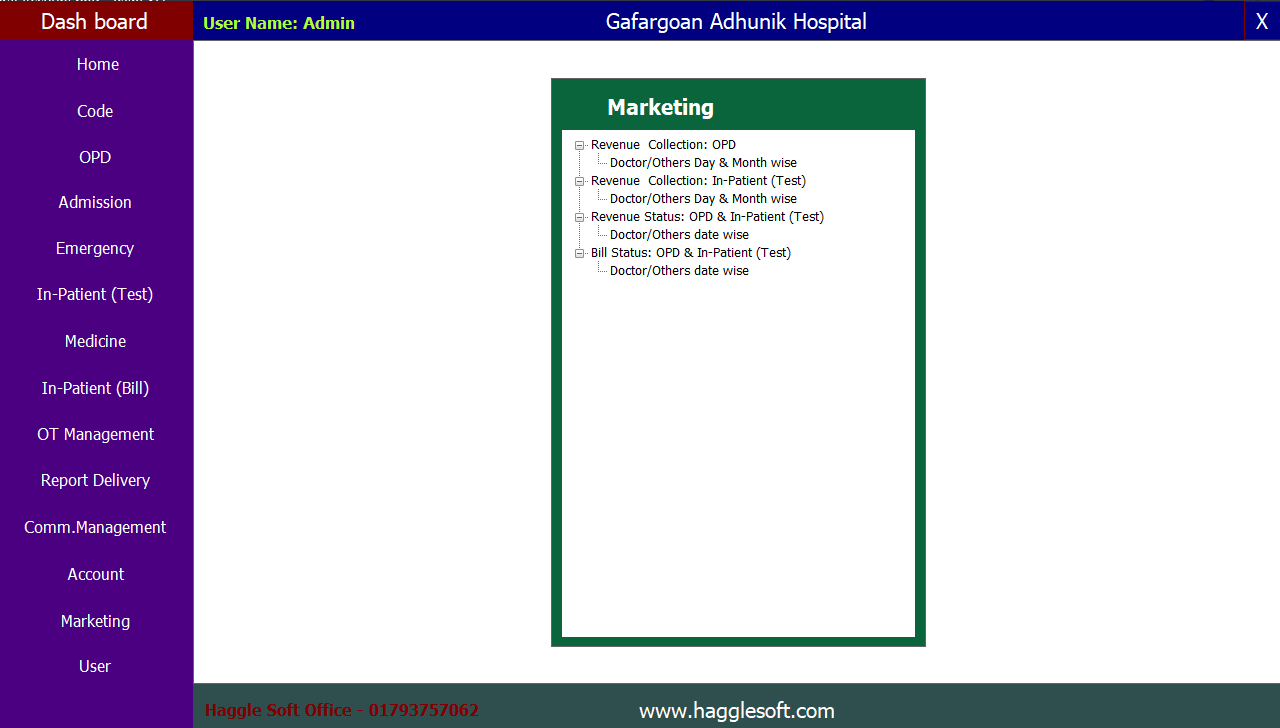 Dash board
User Name: Admin
Gafargoan Adhunik Hospital
X
Home
Code
OPD
Admission
Emergency
In-Patient (Test)
Medicine
In-Patient (Bill)
OT Management
Report Delivery
Comm.Management
Account
Marketing
User
Marketing
Revenue  Collection: OPD
Doctor/Others Day & Month wise
Revenue  Collection: In-Patient (Test)
Doctor/Others Day & Month wise
Revenue Status: OPD & In-Patient (Test)
Doctor/Others date wise
Bill Status: OPD & In-Patient (Test)
Doctor/Others date wise
Haggle Soft Office - 01793757062
www.hagglesoft.com